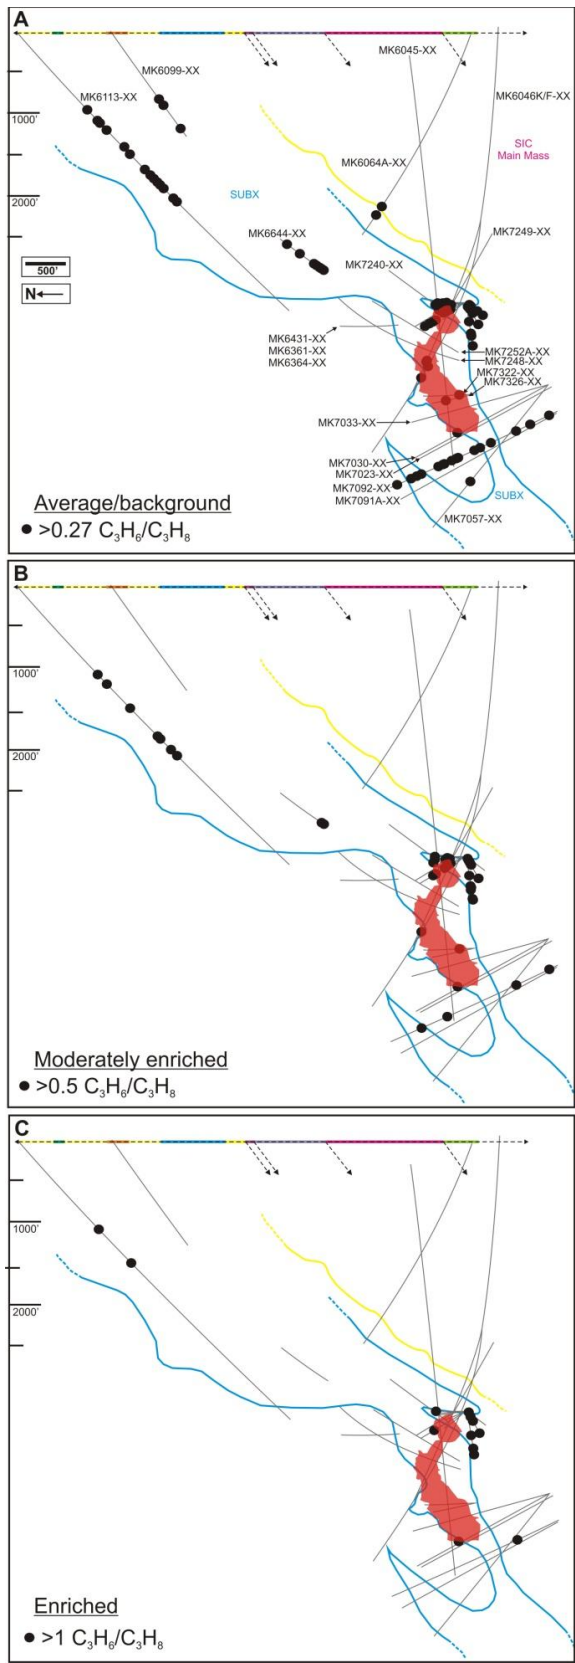 A
MK6045-XX
MK6099-XX
MK6113-XX
MK6046K/F-XX
1000'
SIC
Main Mass
MK6064A-XX
SUBX
2000'
MK6644-XX
MK7249-XX
500'
MK7240-XX
N
MK6431-XX
MK6361-XX
MK6364-XX
MK7252A-XX
MK7248-XX
MK7322-XX
MK7326-XX
MK7033-XX
MK7030-XX
MK7023-XX
MK7092-XX
MK7091A-XX
SUBX
MK7057-XX
Average/background
>0.27 C₃H₆/C₃H₈
B
1000'
2000'
Moderately enriched
>0.5 C₃H₆/C₃H₈
C
1000'
2000'
Enriched
>1 C₃H₆/C₃H₈